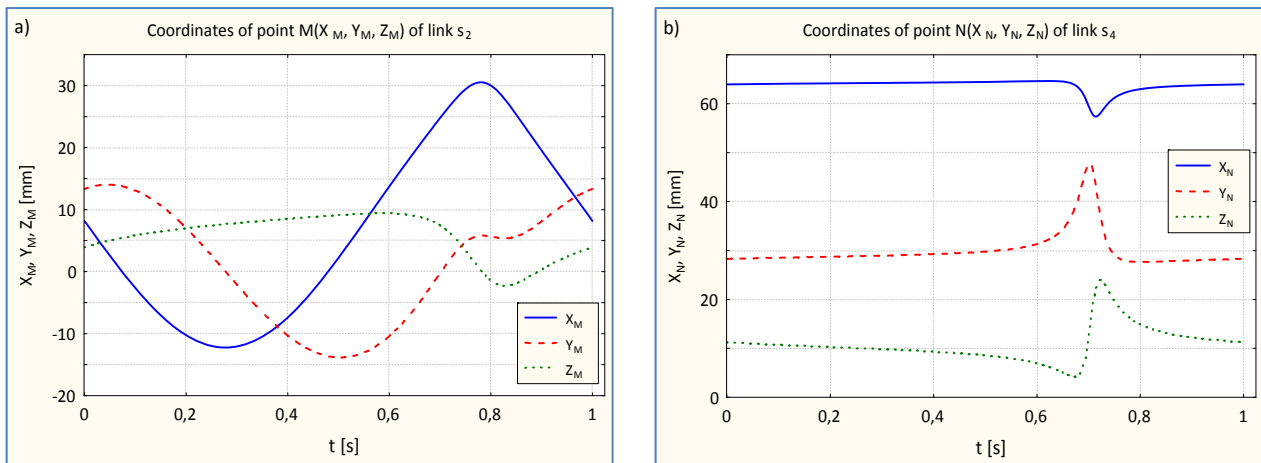 a) Coordinates of point M(X M, YM, ZM) of link s2
XM, YM, ZM [mm]
30
20
10
0
-10
-20
XM
YM
ZM
0 0,2 0,4 0,6 0,8 1
t [s]
b) Coordinates of point N(X N, YN, ZN) of link s4
XN, YN, ZN [mm]
60
40
20
0
XN
YN
ZN
0 0,2 0,4 0,6 0,8 1
t [s]